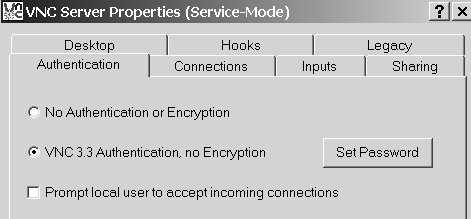 VNC Server Properties (Service-Mode)
Desktop Hooks Legacy
Authentication Connections Inputs Sharing
No Authentication or Encryption
VNC 3.3 Authentication, no Encryption Set Password
Prompt local user to accept incoming connections